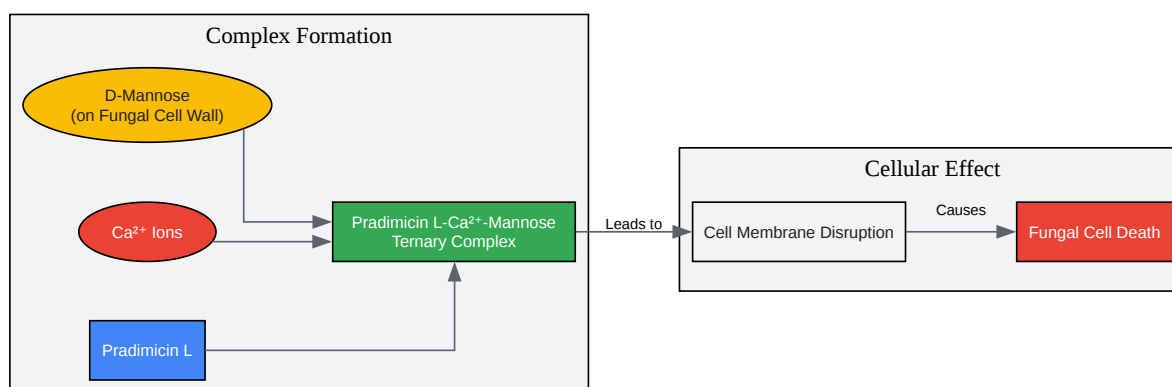 Complex Formation
D-Mannose
(on Fungal Cell Wall)
Ca²⁺ Ions
Pradimicin L-Ca²⁺-Mannose
Ternary Complex
Pradimicin L
Leads to
Cellular Effect
Cell Membrane Disruption
Causes
Fungal Cell Death